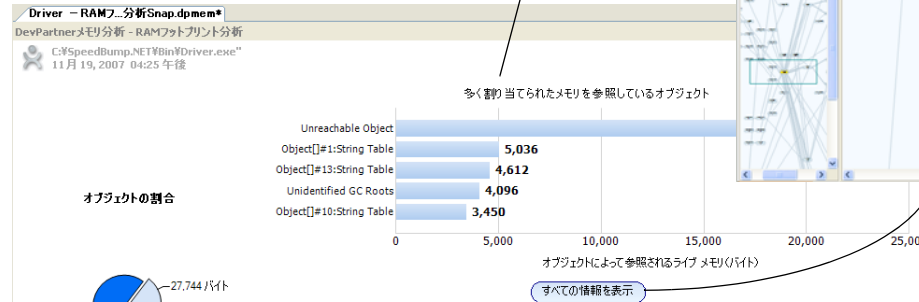 Driver － RAMフ...分析Snap.dpmem*
DevPartnerメモリ分析 - RAMフットプリント分析
C:¥SpeedBump.NET¥Bin¥Driver.exe"
11月 19, 2007 04:25 午後
多く割り当てられたメモリを参照しているオブジェクト
Unreachable Object
Object[]#1:String Table 5,036
Object[]#13:String Table 4,612
Unidentified GC Roots 4,096
Object[]#10:String Table 3,450
オブジェクトの割合
0 5,000 10,000 15,000 20,000 25,00
オブジェクトによって参照されるライブ メモリ(バイト)
27,744 バイト
すべての情報を表示